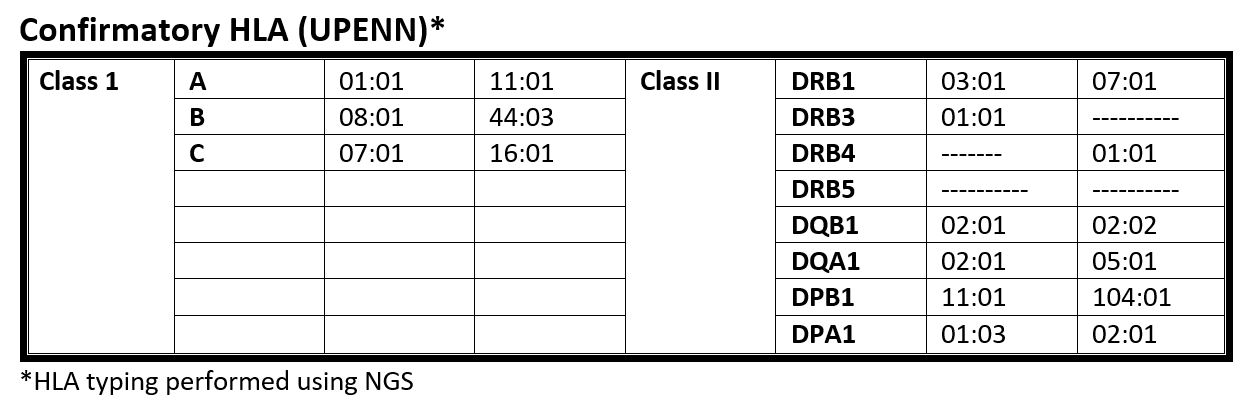 Confirmatory HLA (UPENN)*
Class 1 A 01:01 11:01 Class II DRB1 03:01 07:01
B 08:01 44:03 DRB3 01:01 ----------
C 07:01 16:01 DRB4 ------- 01:01
DRB5 ---------- ----------
DQB1 02:01 02:02
DQA1 02:01 05:01
DPB1 11:01 104:01
DPA1 01:03 02:01
*HLA typing performed using NGS